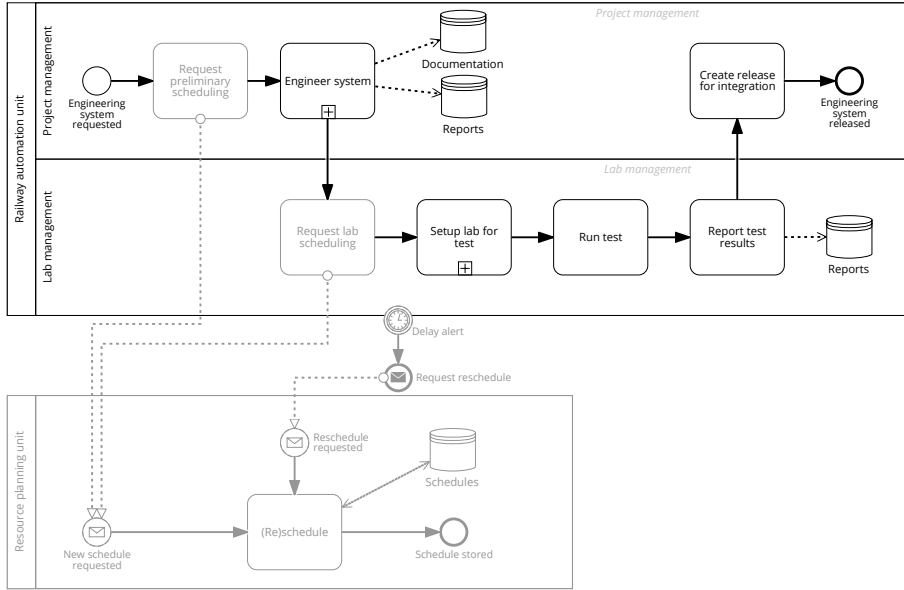 Railway automation unit
Project management
Project management
Engineering
system
requested
Request
preliminary
scheduling
Engineer system
Documentation
Reports
Create release
for integration
Engineering
system
released
Lab management
Lab management
Request lab
scheduling
Setup lab for
test
Run test
Report test
results
Reports
Delay alert
Request reschedule
Resource planning unit
Reschedule
requested
Schedules
New schedule
requested
(Re)schedule
Schedule stored